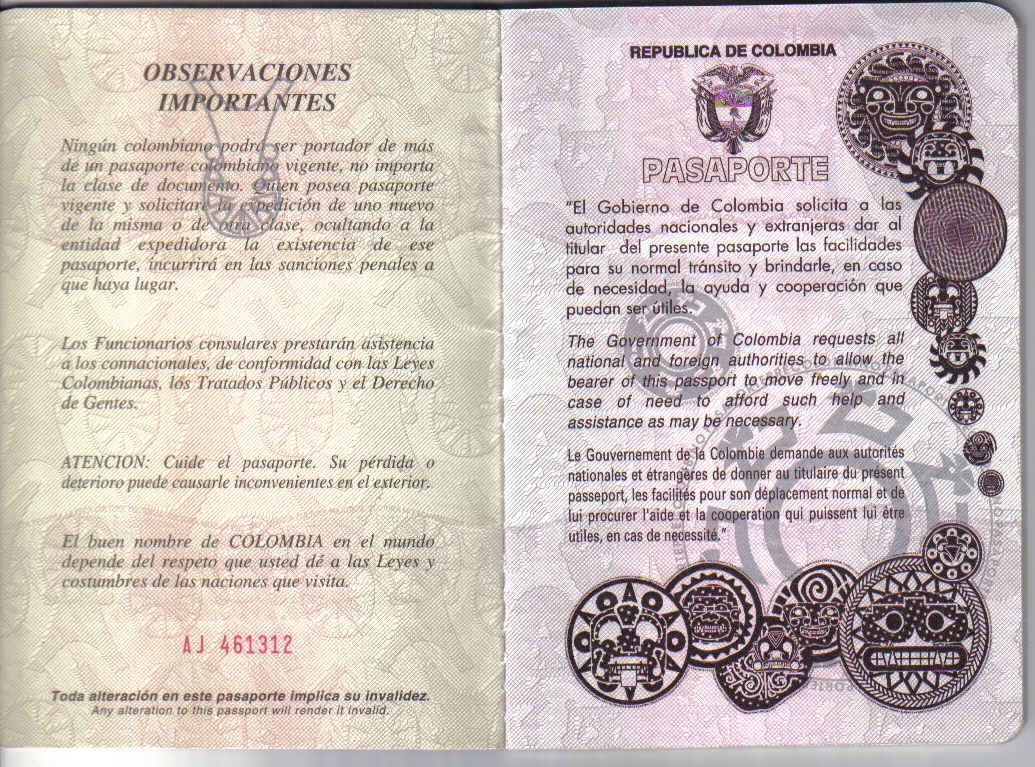 OBSERVACIONES
IMPORTANTES
Ningún colombiano podrá ser portador de más
de un pasaporte colombiano vigente, no importa
la clase de documento. Quien posea pasaporte
vigente y solicitare la expedición de uno nuevo
de la misma o de otra clase, ocultando a la
entidad expedidora la existencia de ese
pasaporte, incurrirá en las sanciones penales a
que haya lugar.
Los Funcionarios consulares prestarán asistencia
a los connacionales, de conformidad con las Leyes
Colombianas, los Tratados Públicos y el Derecho
de Gentes.
ATENCION: Cuide el pasaporte. Su pérdida o
deterioro puede causarle inconvenientes en el exterior.
El buen nombre de COLOMBIA en el mundo
depende del respeto que usted dé a las Leyes y
costumbres de las naciones que visita.
AJ 461312
Toda alteración en este pasaporte implica su invalidez.
Any alteration to this passport will render it invalid.
REPUBLICA DE COLOMBIA
PASAPORTE
"El Gobierno de Colombia solicita a las
autoridades nacionales y extranjeras dar al
titular del presente pasaporte las facilidades
para su normal tránsito y brindarle, en caso
de necesidad, la ayuda y cooperación que
puedan ser útiles.
The Government of Colombia requests all
national and foreign authorities to allow the
bearer of this passport to move freely and in
case of need to afford such help and
assistance as may be necessary.
Le Gouvernement de la Colombie demande aux autorités
nationales et étrangères de donner au titulaire du présent
passeport, les facilités pour son déplacement normal et de
lui procurer l'aide et la cooperation qui puissent lui être
utiles, en cas de necessité."